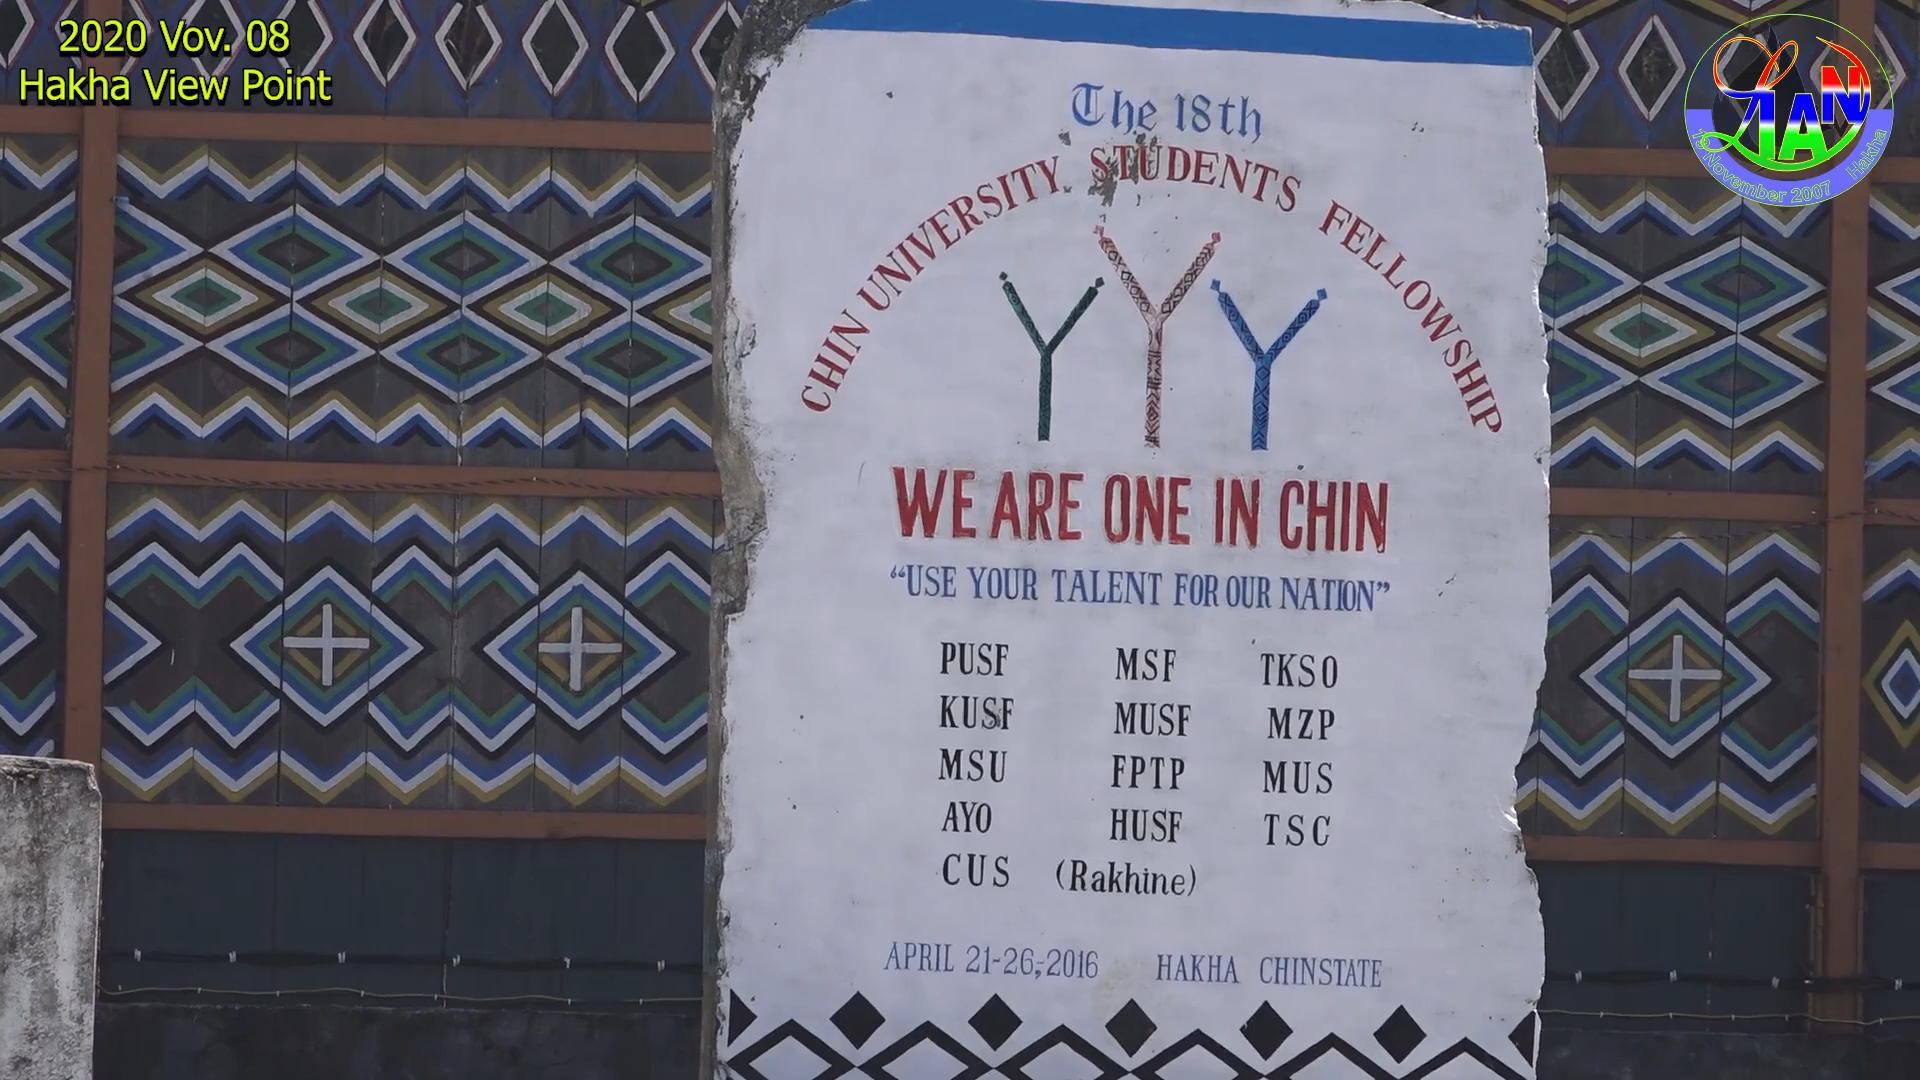 2020 Vov. 08
Hakha View Point
LIAN
19 November 2007 Hakha
The 18th
CHIN UNIVERSITY STUDENTS FELLOWSHIP
WE ARE ONE IN CHIN
“USE YOUR TALENT FOR OUR NATION”
PUSF MSF TKSO
KUSF MUSF MZP
MSU FPTP MUS
AYO HUSF TSC
CUS (Rakhine)
APRIL 21-26,-2016 HAKHA CHINSTATE